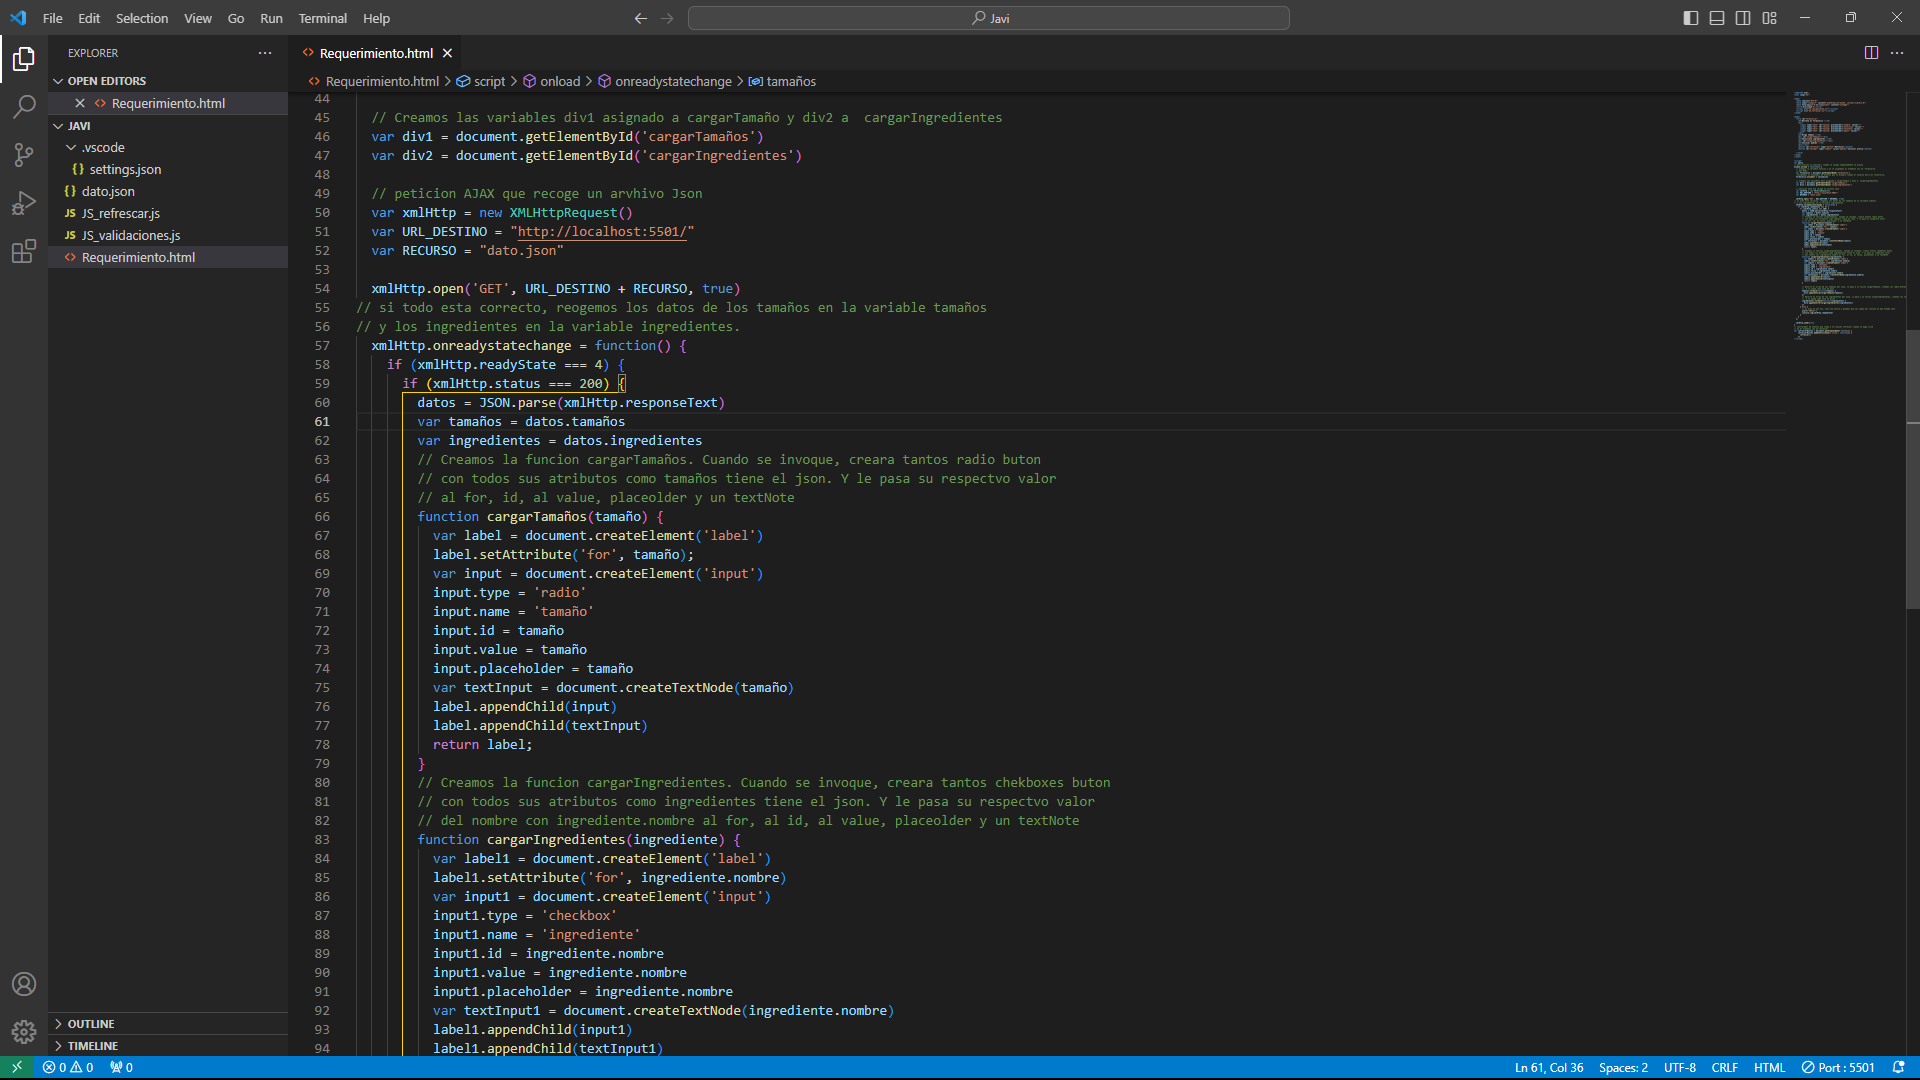 File Edit Selection View Go Run Terminal Help
Javi
EXPLORER
OPEN EDITORS
Requerimiento.html
JAVI
.vscode
{} settings.json
{} dato.json
JS JS_refrescar.js
JS JS_validaciones.js
<> Requerimiento.html
OUTLINE
TIMELINE
<> Requerimiento.html
<> Requerimiento.html > script > onload > onreadystatechange > tamaños
44
45 // Creamos las variables div1 asignado a cargarTamaño y div2 a  cargarIngredientes
46 var div1 = document.getElementById('cargarTamaños')
47 var div2 = document.getElementById('cargarIngredientes')
48
49 // peticion AJAX que recoge un arvhivo Json
50 var xmlHttp = new XMLHttpRequest()
51 var URL_DESTINO = "http://localhost:5501/"
52 var RECURSO = "dato.json"
53
54 xmlHttp.open('GET', URL_DESTINO + RECURSO, true)
55 // si todo esta correcto, reogemos los datos de los tamaños en la variable tamaños
56 // y los ingredientes en la variable ingredientes.
57 xmlHttp.onreadystatechange = function() {
58 if (xmlHttp.readyState === 4) {
59 if (xmlHttp.status === 200) {
60 datos = JSON.parse(xmlHttp.responseText)
61 var tamaños = datos.tamaños
62 var ingredientes = datos.ingredientes
63 // Creamos la funcion cargarTamaños. Cuando se invoque, creara tantos radio buton
64 // con todos sus atributos como tamaños tiene el json. Y le pasa su respectvo valor
65 // al for, id, al value, placeolder y un textNote
66 function cargarTamaños(tamaño) {
67 var label = document.createElement('label')
68 label.setAttribute('for', tamaño);
69 var input = document.createElement('input')
70 input.type = 'radio'
71 input.name = 'tamaño'
72 input.id = tamaño
73 input.value = tamaño
74 input.placeholder = tamaño
75 var textInput = document.createTextNode(tamaño)
76 label.appendChild(input)
77 label.appendChild(textInput)
78 return label;
79 }
80 // Creamos la funcion cargarIngredientes. Cuando se invoque, creara tantos chekboxes buton
81 // con todos sus atributos como ingredientes tiene el json. Y le pasa su respectvo valor
82 // del nombre con ingrediente.nombre al for, al id, al value, placeolder y un textNote
83 function cargarIngredientes(ingrediente) {
84 var label1 = document.createElement('label')
85 label1.setAttribute('for', ingrediente.nombre)
86 var input1 = document.createElement('input')
87 input1.type = 'checkbox'
88 input1.name = 'ingrediente'
89 input1.id = ingrediente.nombre
90 input1.value = ingrediente.nombre
91 input1.placeholder = ingrediente.nombre
92 var textInput1 = document.createTextNode(ingrediente.nombre)
93 label1.appendChild(input1)
94 label1.appendChild(textInput1)
0 0 0 Ln 61, Col 36 Spaces: 2 UTF-8 CRLF HTML Port : 5501